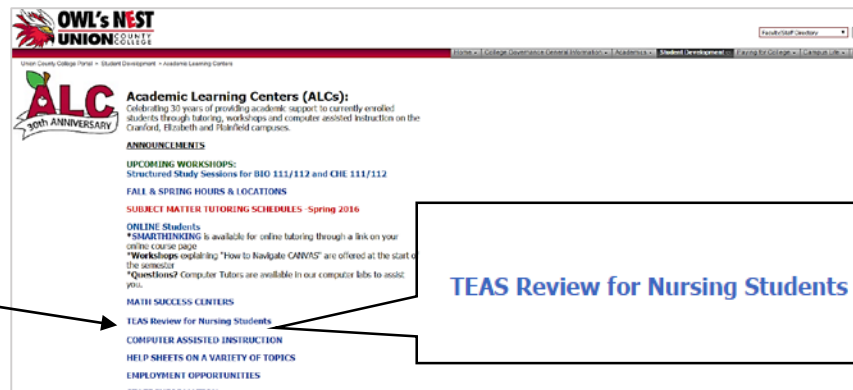 OWL's NEST
UNION COUNTY COLLEGE
Faculty/Staff Directory
Home
College Governance General Information
Academics
Student Development
Paying for College
Campus Life
Union County College Portal > Student Development > Academic Learning Centers
ALC
30th ANNIVERSARY
Academic Learning Centers (ALCs):
Celebrating 30 years of providing academic support to currently enrolled
students through tutoring, workshops and computer assisted instruction on the
Cranford, Elizabeth and Plainfield campuses.
ANNOUNCEMENTS
UPCOMING WORKSHOPS:
Structured Study Sessions for BIO 111/112 and CHE 111/112
FALL & SPRING HOURS & LOCATIONS
SUBJECT MATTER TUTORING SCHEDULES -Spring 2016
ONLINE Students
*SMARTHINKING is available for online tutoring through a link on your
online course page
*Workshops explaining "How to Navigate CANVAS" are offered at the start o
the semester
*Questions? Computer Tutors are available in our computer labs to assist
you.
MATH SUCCESS CENTERS
TEAS Review for Nursing Students
COMPUTER ASSISTED INSTRUCTION
HELP SHEETS ON A VARIETY OF TOPICS
EMPLOYMENT OPPORTUNITIES
TEAS Review for Nursing Students